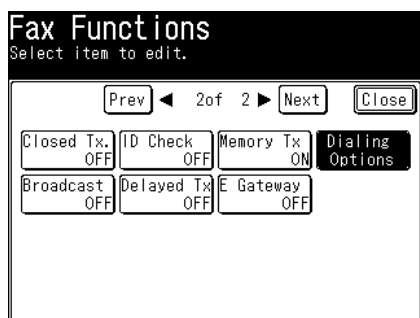 Fax Functions
Select item to edit.
Prev ◀ 2of 2 ▶ Next Close
Closed Tx. OFF
ID Check OFF
Memory Tx ON
Dialing Options
Broadcast OFF
Delayed Tx OFF
E Gateway OFF